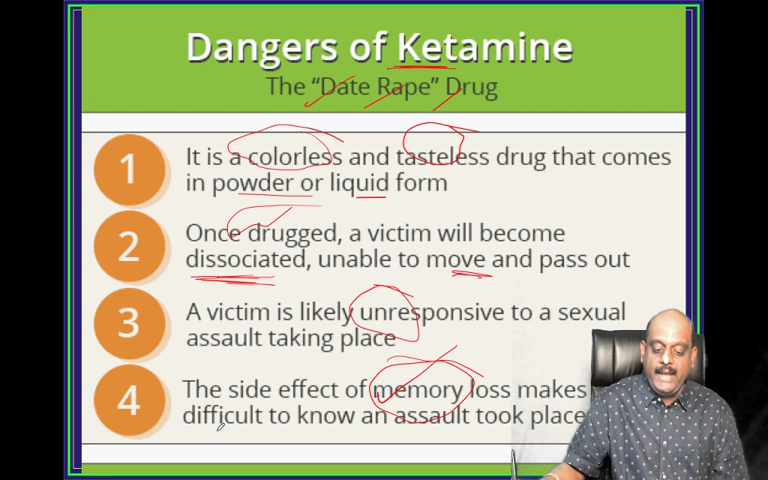 Dangers of Ketamine
The “Date Rape” Drug
1
It is a colorless and tasteless drug that comes
in powder or liquid form
2
Once drugged, a victim will become
dissociated, unable to move and pass out
3
A victim is likely unresponsive to a sexual
assault taking place
4
The side effect of memory loss makes
difficult to know an assault took place